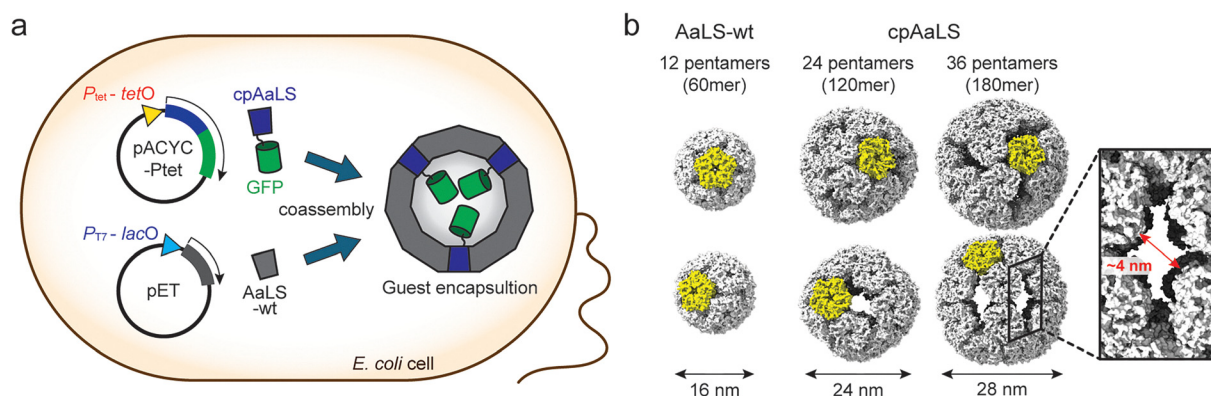 a
P_tet - tetO
cpAaLS
pACYC
-Ptet
GFP
coassembly
P_T7 - lacO
pET
AaLS
-wt
Guest encapsultion
E. coli cell
b
AaLS-wt
cpAaLS
12 pentamers
(60mer)
24 pentamers
(120mer)
36 pentamers
(180mer)
~4 nm
16 nm
24 nm
28 nm